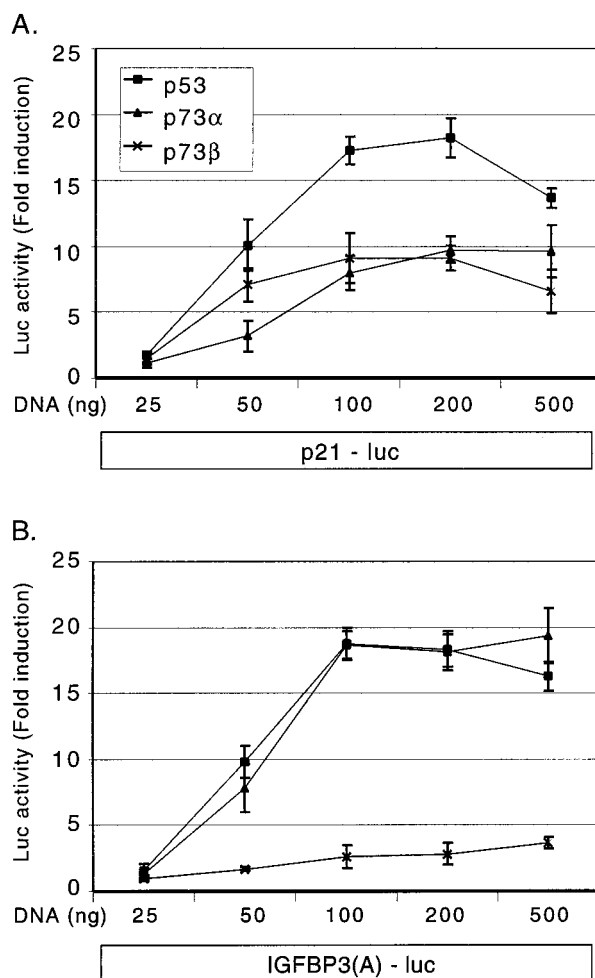 A.
Luc activity (Fold induction)
25
20
15
10
5
0
p53
p73α
p73β
DNA (ng) 25 50 100 200 500
p21 - luc
B.
Luc activity (Fold induction)
25
20
15
10
5
0
DNA (ng) 25 50 100 200 500
IGFBP3(A) - luc